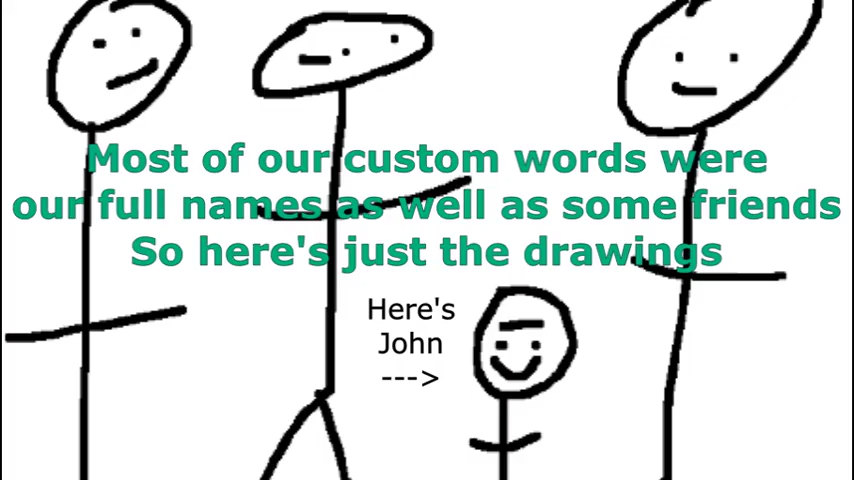 Most of our custom words were
our full names as well as some friends
So here's just the drawings
Here's
John
--->